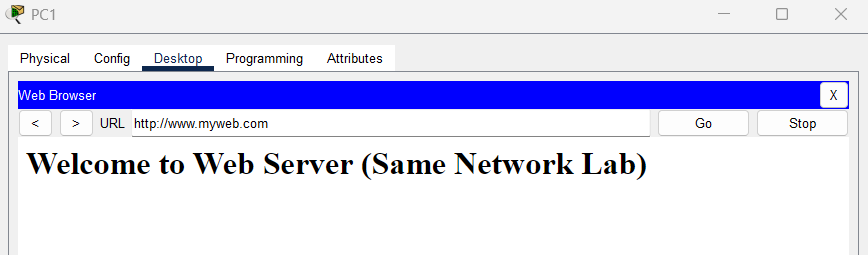 PC1
Physical Config Desktop Programming Attributes
Web Browser X
< > URL http://www.myweb.com Go Stop
Welcome to Web Server (Same Network Lab)